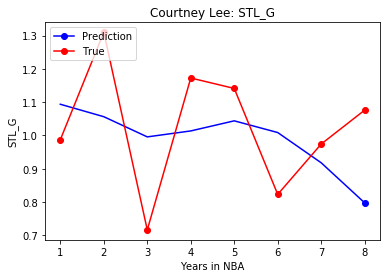 Courtney Lee: STL_G
Prediction
True
1.3
1.2
1.1
1.0
0.9
0.8
0.7
STL_G
1 2 3 4 5 6 7 8
Years in NBA